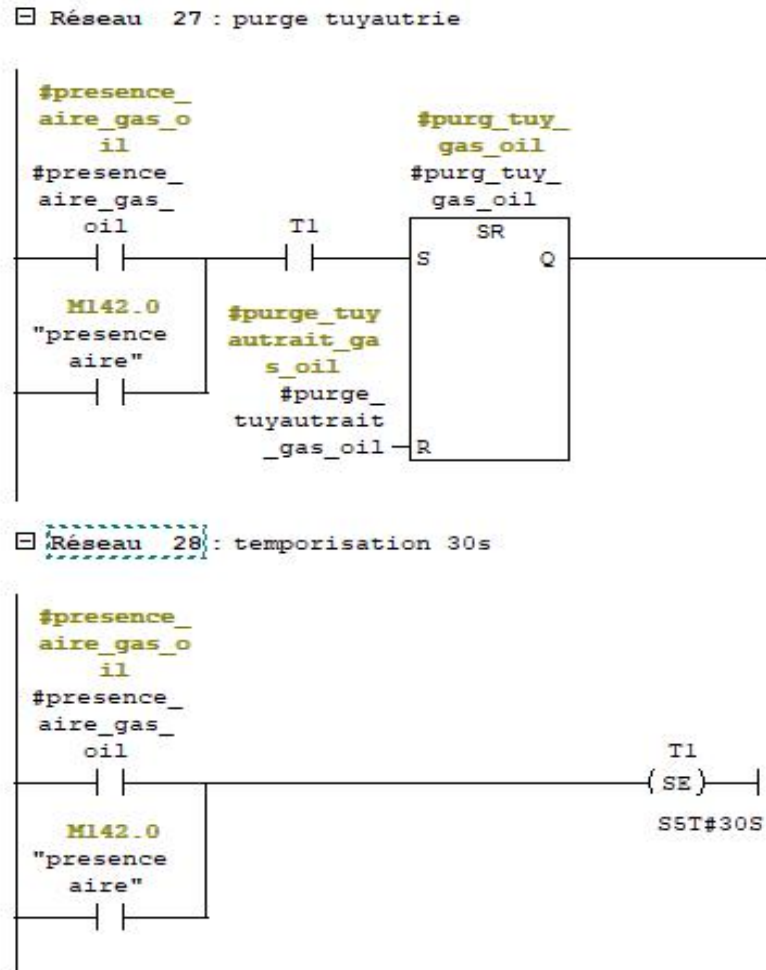 Réseau 27 : purge tuyautrie
#presence_
aire_gas_o
il
#presence_
aire_gas_
oil
T1
#purg_tuy_
gas_oil
#purg_tuy_
gas_oil
SR
S
Q
M142.0
"presence
aire"
#purge_tuy
autrait_ga
s_oil
#purge_
tuyautrait
_gas_oil
R
Réseau 28 : temporisation 30s
#presence_
aire_gas_o
il
#presence_
aire_gas_
oil
T1
SE
S5T#30S
M142.0
"presence
aire"